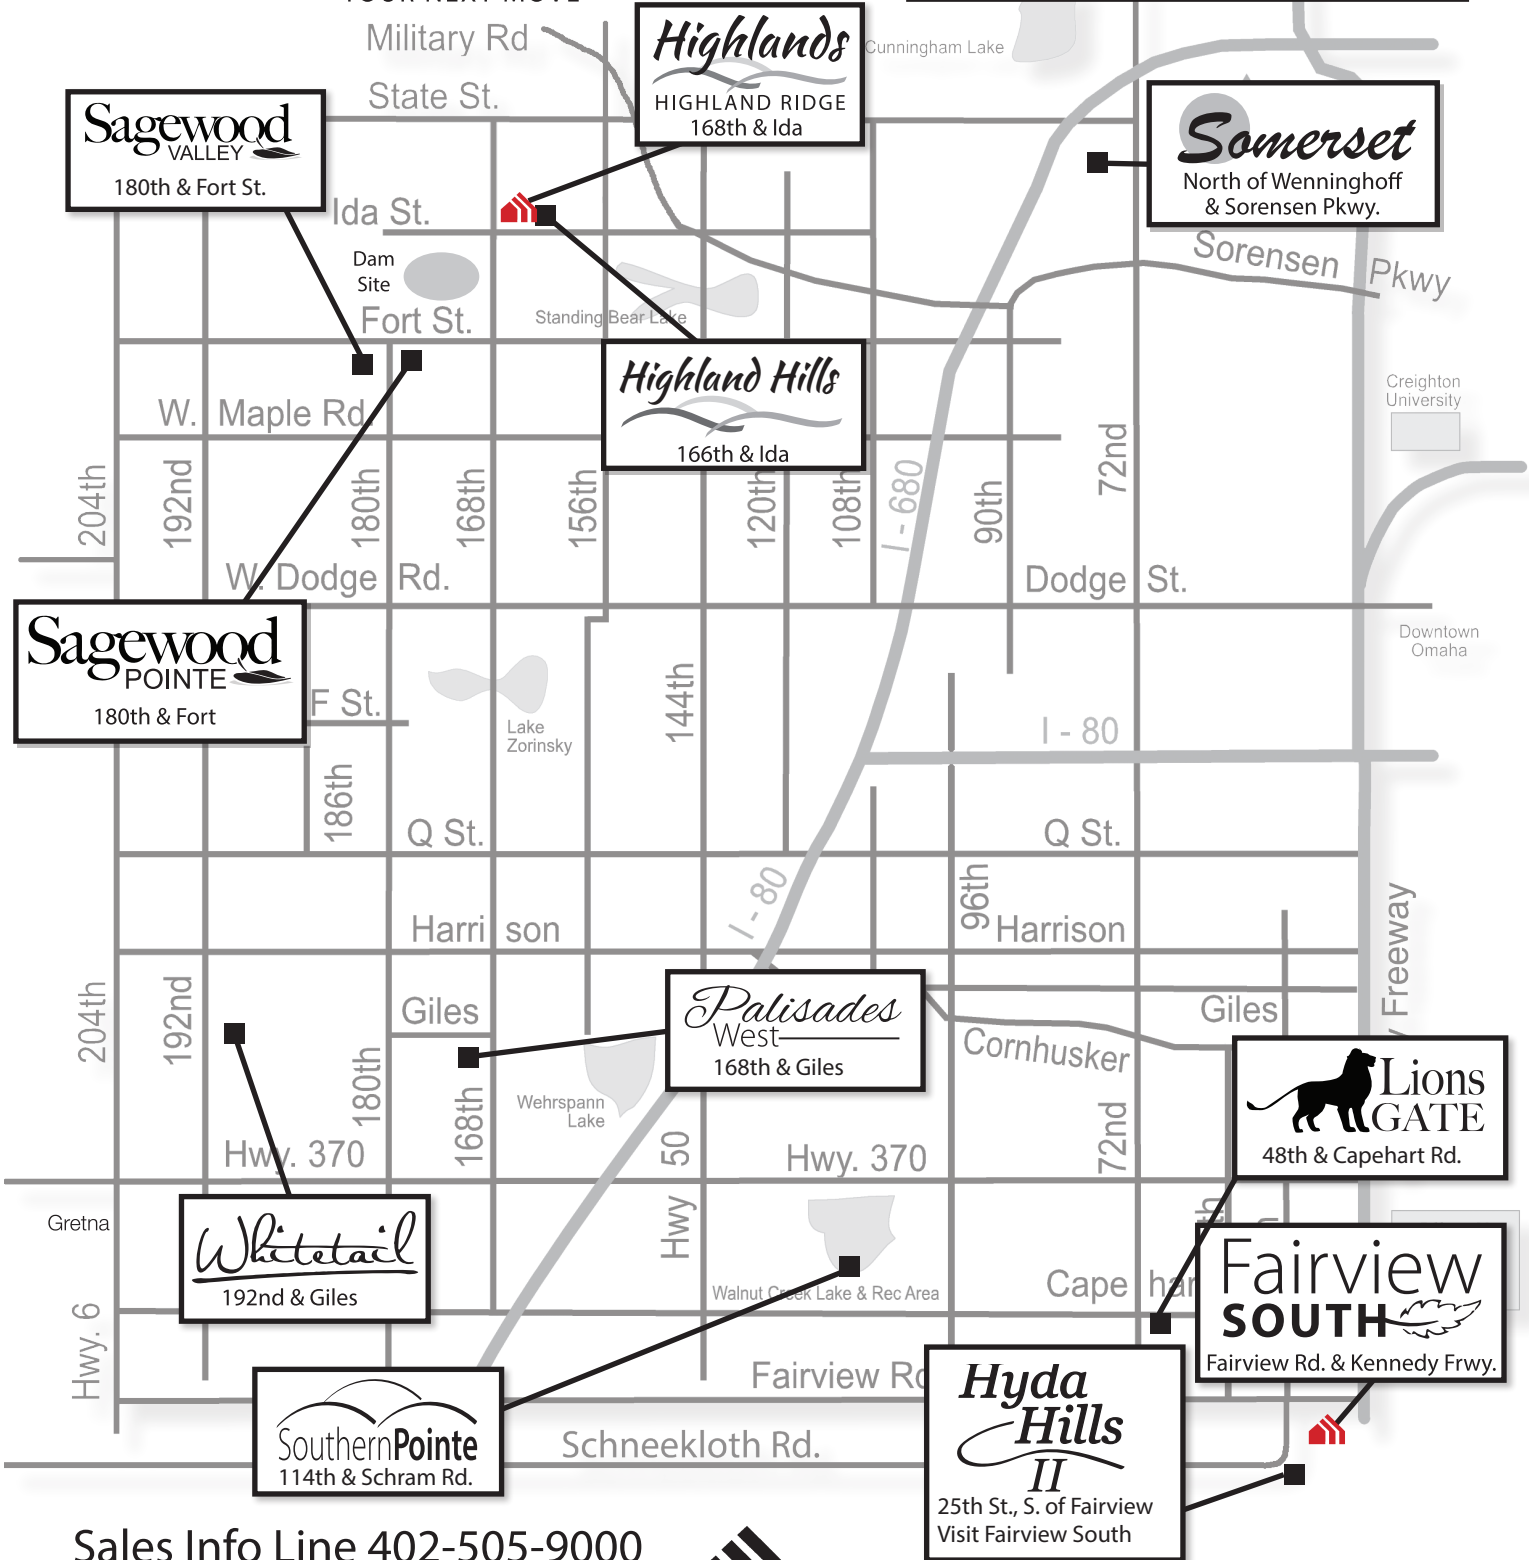 YOUR NEXT MOVE
Military Rd
Highlands
HIGHLAND RIDGE
168th & Ida
Cunningham Lake
State St.
Sagewood
VALLEY
180th & Fort St.
Somerset
North of Wenninghoff
& Sorensen Pkwy.
Ida St.
Dam
Site
Sorensen Pkwy
Fort St.
Standing Bear Lake
Highland Hills
166th & Ida
Creighton
University
W. Maple Rd
204th
192nd
180th
168th
156th
120th
108th
I - 680
90th
72nd
W. Dodge Rd.
Dodge St.
Sagewood
POINTE
180th & Fort
Downtown
Omaha
F St.
Lake
Zorinsky
144th
I - 80
186th
Q St.
Q St.
I - 80
96th
Harrison
Harrison
Freeway
204th
192nd
Giles
Palisades
West
168th & Giles
Giles
Cornhusker
180th
168th
Wehrspann
Lake
Lions
GATE
48th & Capehart Rd.
72nd
Hwy. 370
Hwy 50
Hwy. 370
Gretna
Whitetail
192nd & Giles
Walnut Creek Lake & Rec Area
Cape har
Fairview
SOUTH
Fairview Rd. & Kennedy Frwy.
Hwy. 6
Fairview Rd
Hyda
Hills
II
25th St., S. of Fairview
Visit Fairview South
SouthernPointe
114th & Schram Rd.
Schneekloth Rd.
Sales Info Line 402-505-9000